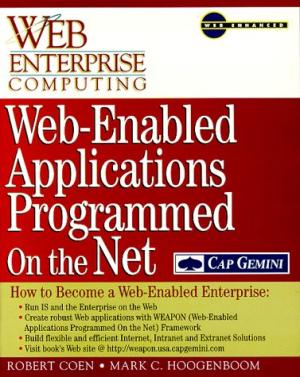 WEB
ENTERPRISE
COMPUTING
WEB ENHANCED
Web-Enabled
Applications
Programmed
On the Net
CAP GEMINI
How to Become a Web-Enabled Enterprise:
• Run IS and the Enterprise on the Web
• Create robust Web applications with WEAPON (Web-Enabled
Applications Programmed On the Net) Framework
• Build flexible and efficient Internet, Intranet and Extranet Solutions
• Visit book's Web site @ http://weapon.usa.capgemini.com
ROBERT COEN • MARK C. HOOGENBOOM